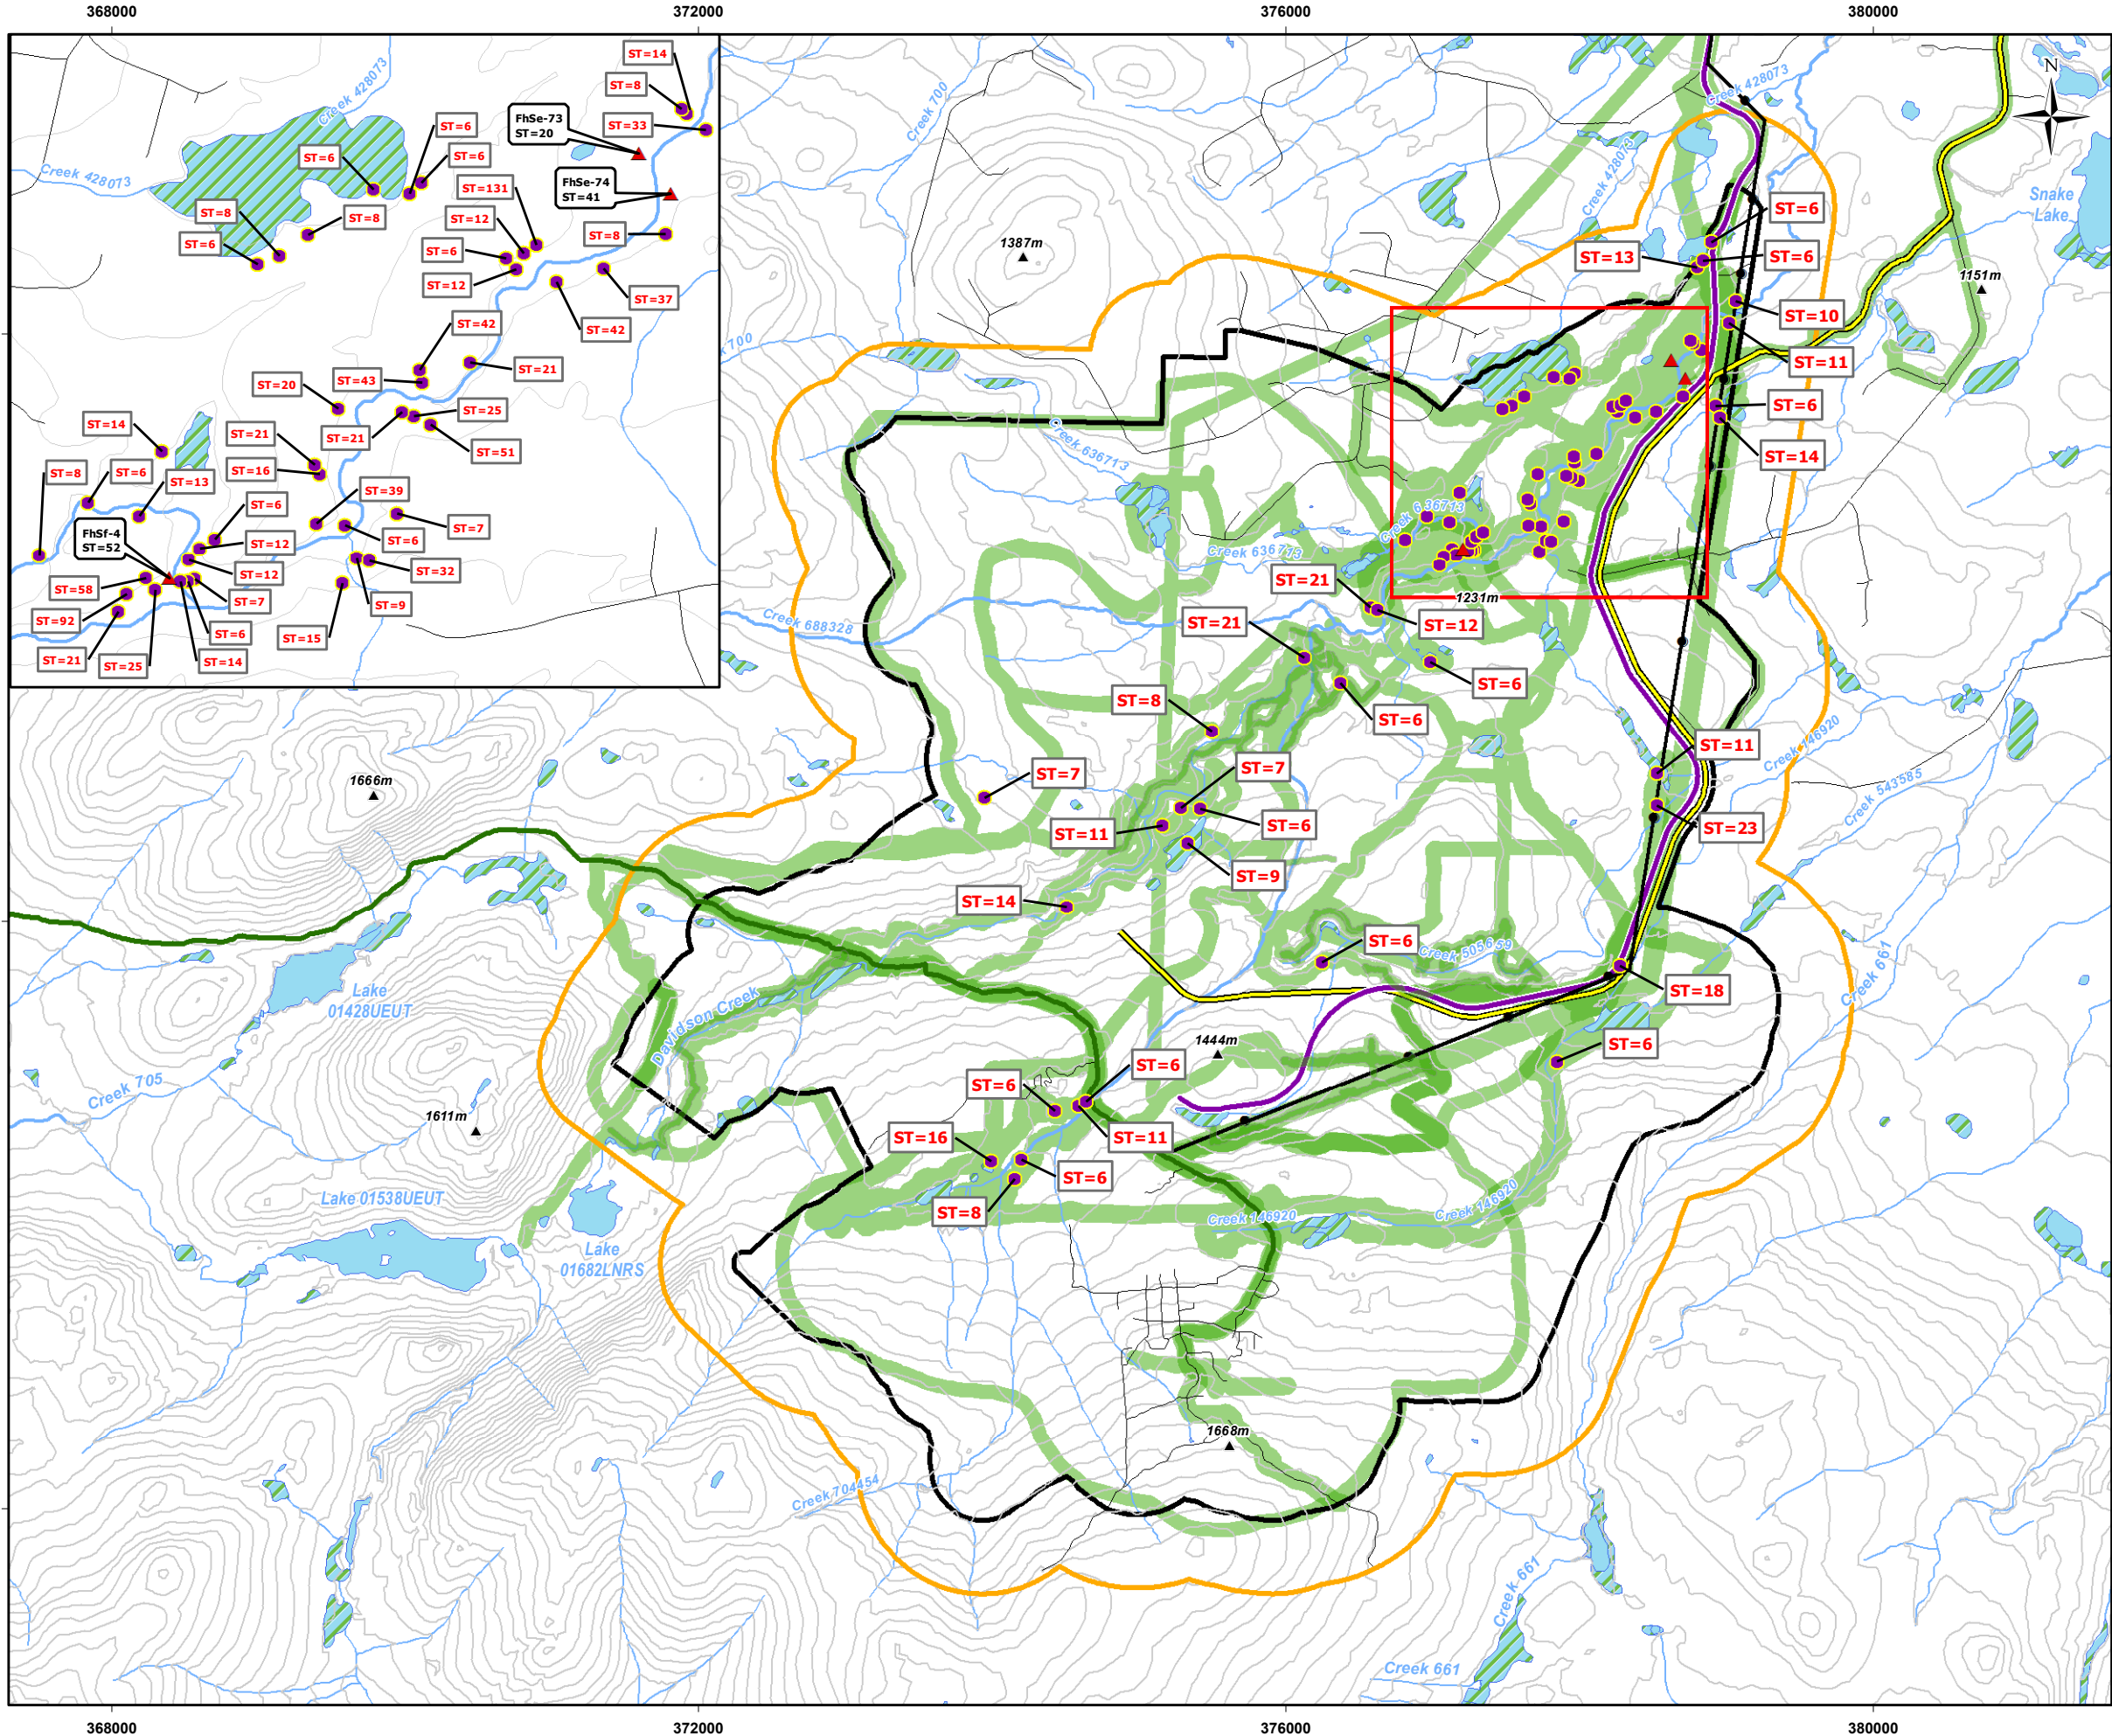 368000
372000
376000
380000
ST=14
ST=8
ST=33
FhSe-73
ST=20
FhSe-74
ST=41
Creek 428073
Creek 428073
ST=6
ST=6
ST=6
ST=131
ST=12
ST=8
ST=8
ST=6
ST=6
ST=12
ST=8
ST=37
ST=42
ST=42
ST=21
ST=43
ST=20
ST=25
ST=21
ST=51
ST=14
ST=21
ST=16
ST=8
ST=6
ST=13
ST=39
ST=6
ST=7
FhSf-4
ST=52
ST=12
ST=6
ST=12
ST=32
ST=58
ST=7
ST=9
ST=92
ST=6
ST=15
ST=21
ST=25
ST=14
N
Creek 700
Creek 428073
Creek 428073
Snake
Lake
1387m
1151m
ST=6
ST=13
ST=6
ST=10
ST=11
ST=6
ST=14
700
Creek 636713
Creek 636713
Creek 636713
Creek 688328
1231m
ST=21
ST=12
ST=21
ST=6
ST=6
ST=8
ST=11
Creek 146920
Creek 543585
ST=23
1666m
ST=7
ST=7
ST=11
ST=6
ST=9
ST=14
ST=6
Creek 505659
ST=18
Creek 661
Lake
01428UEUT
Davidson Creek
Creek 705
1611m
1444m
ST=6
ST=6
ST=6
ST=11
ST=16
ST=6
ST=8
Creek 146920
Creek 146920
Lake 01538UEUT
Lake
01682LNRS
1668m
Creek 704454
Creek 661
Creek 661
368000
372000
376000
380000